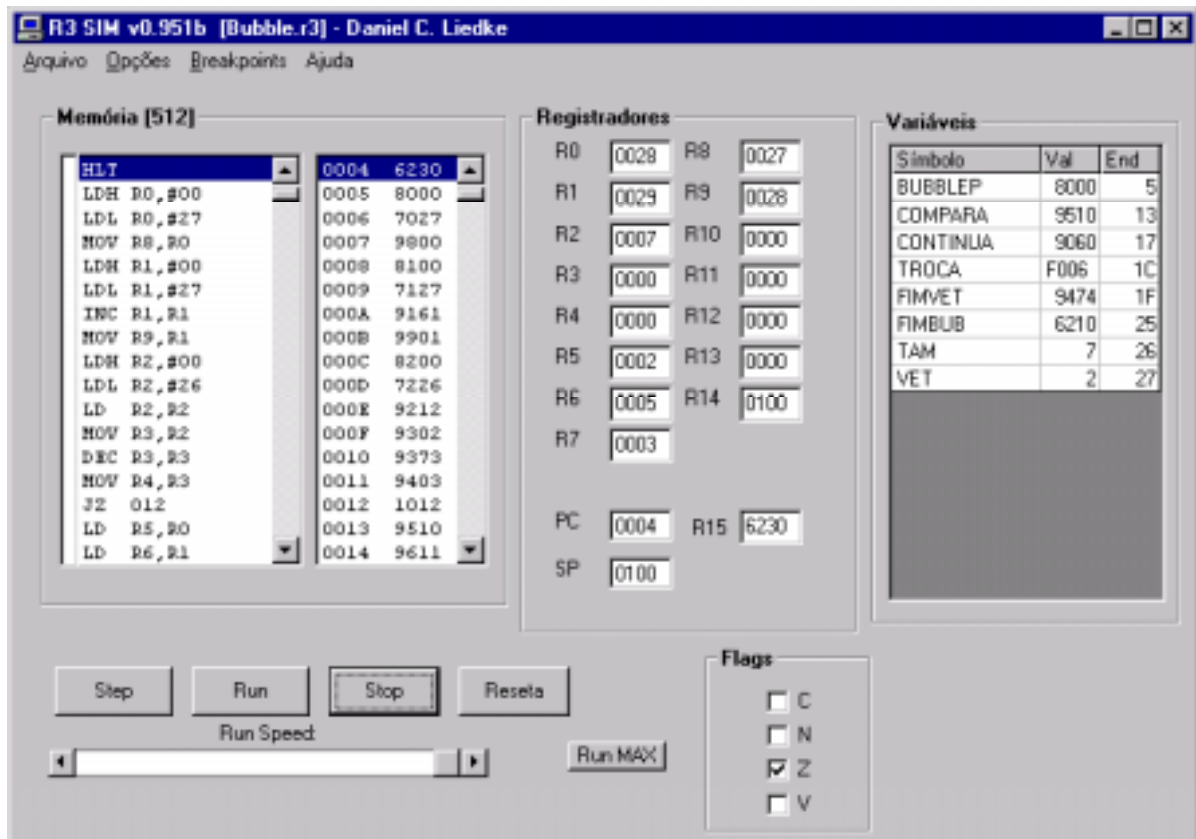 R3 SIM v0.951b [Bubble.r3] - Daniel C. Liedke
Arquivo Opções Breakpoints Ajuda
Memória [512]
HLT 0004 6230
LDH R0,#00 0005 8000
LDL R0,#27 0006 7027
MOV R8,R0 0007 9800
LDH R1,#00 0008 8100
LDL R1,#27 0009 7127
INC R1,R1 000A 9161
MOV R9,R1 000B 9901
LDH R2,#00 000C 8200
LDL R2,#26 000D 7226
LD R2,R2 000E 9212
MOV R3,R2 000F 9302
DEC R3,R3 0010 9373
MOV R4,R3 0011 9403
JZ 012 0012 1012
LD R5,R0 0013 9510
LD R6,R1 0014 9611
Registradores
R0 0028 R8 0027
R1 0029 R9 0028
R2 0007 R10 0000
R3 0000 R11 0000
R4 0000 R12 0000
R5 0002 R13 0000
R6 0005 R14 0100
R7 0003
PC 0004 R15 6230
SP 0100
Variáveis
Símbolo Val End
BUBBLEP 8000 5
COMPARA 9510 13
CONTINUA 9060 17
TROCA F006 1C
FIMVET 9474 1F
FIMBUB 6210 25
TAM 7 26
VET 2 27
Step Run Stop Reseta
Run Speed:
Run MAX
Flags
C
N
Z
V